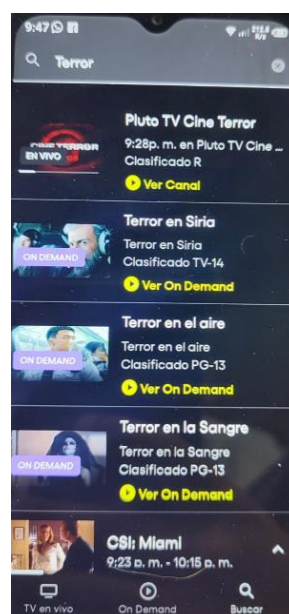 9:47
212.0
R/s
Terror
CINE TERROR
EN VIVO
Pluto TV Cine Terror
9:28p. m. en Pluto TV Cine ...
Clasificado R
Ver Canal
ON DEMAND
Terror en Siria
Terror en Siria
Clasificado TV-14
Ver On Demand
ON DEMAND
Terror en el aire
Terror en el aire
Clasificado PG-13
Ver On Demand
ON DEMAND
Terror en la Sangre
Terror en la Sangre
Clasificado PG-13
Ver On Demand
CSI: Miami
9:23 p. m. - 10:15 p. m.
TV en vivo
On Demand
Buscar